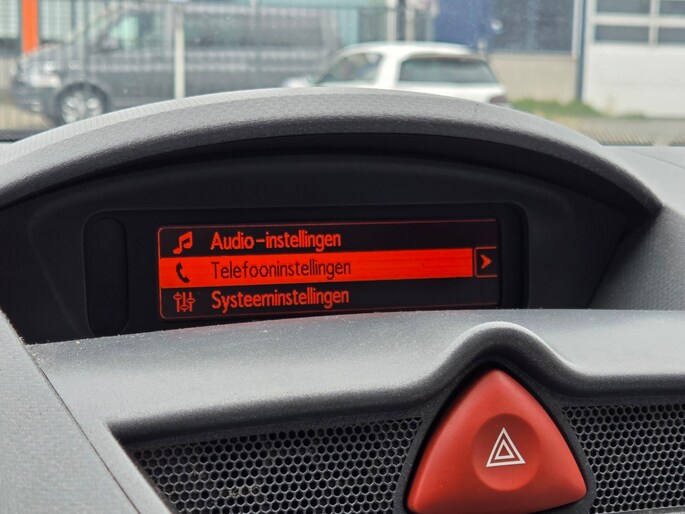 Audio-instellingen
Telefooninstellingen
Systeeminstellingen